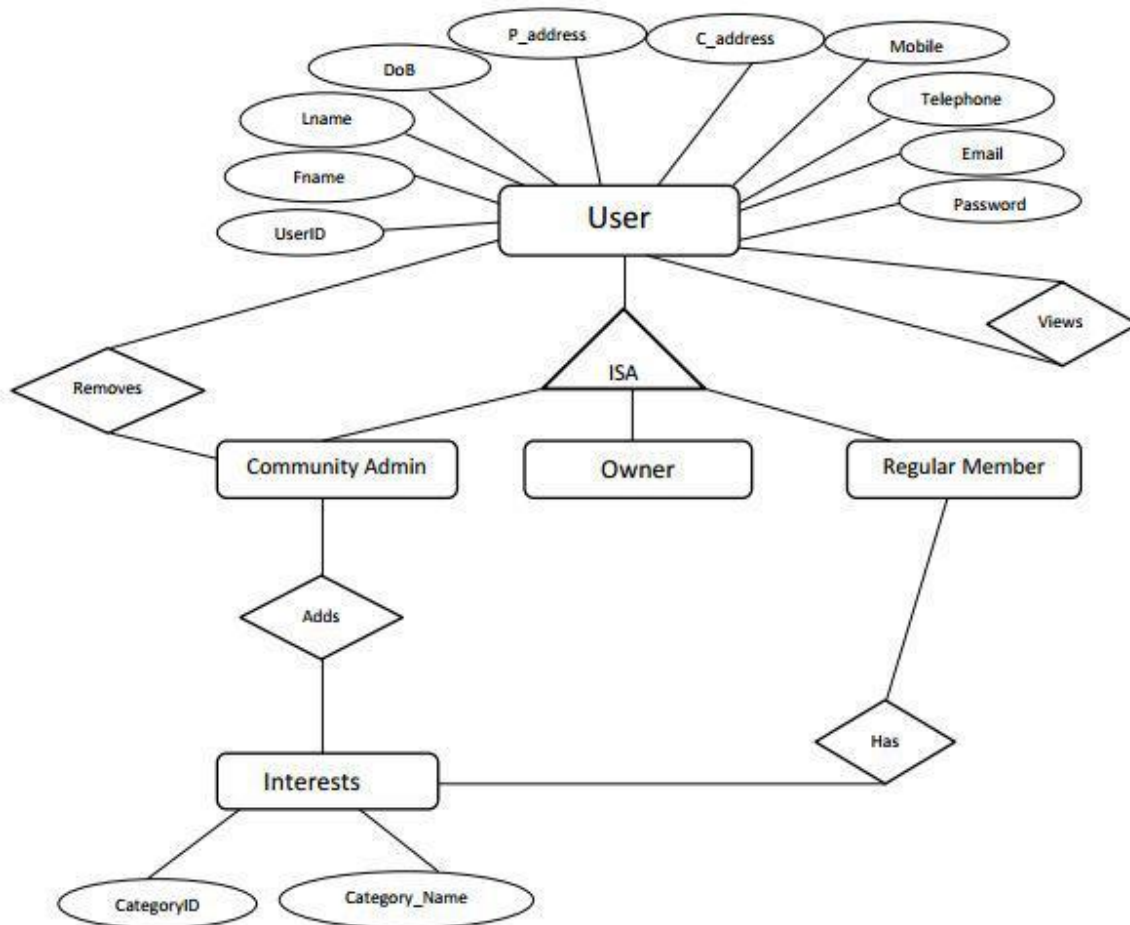 P_address
C_address
Mobile
DoB
Telephone
Lname
Email
Fname
Password
User
UserID
Views
ISA
Removes
Community Admin
Owner
Regular Member
Adds
Has
Interests
CategoryID
Category_Name